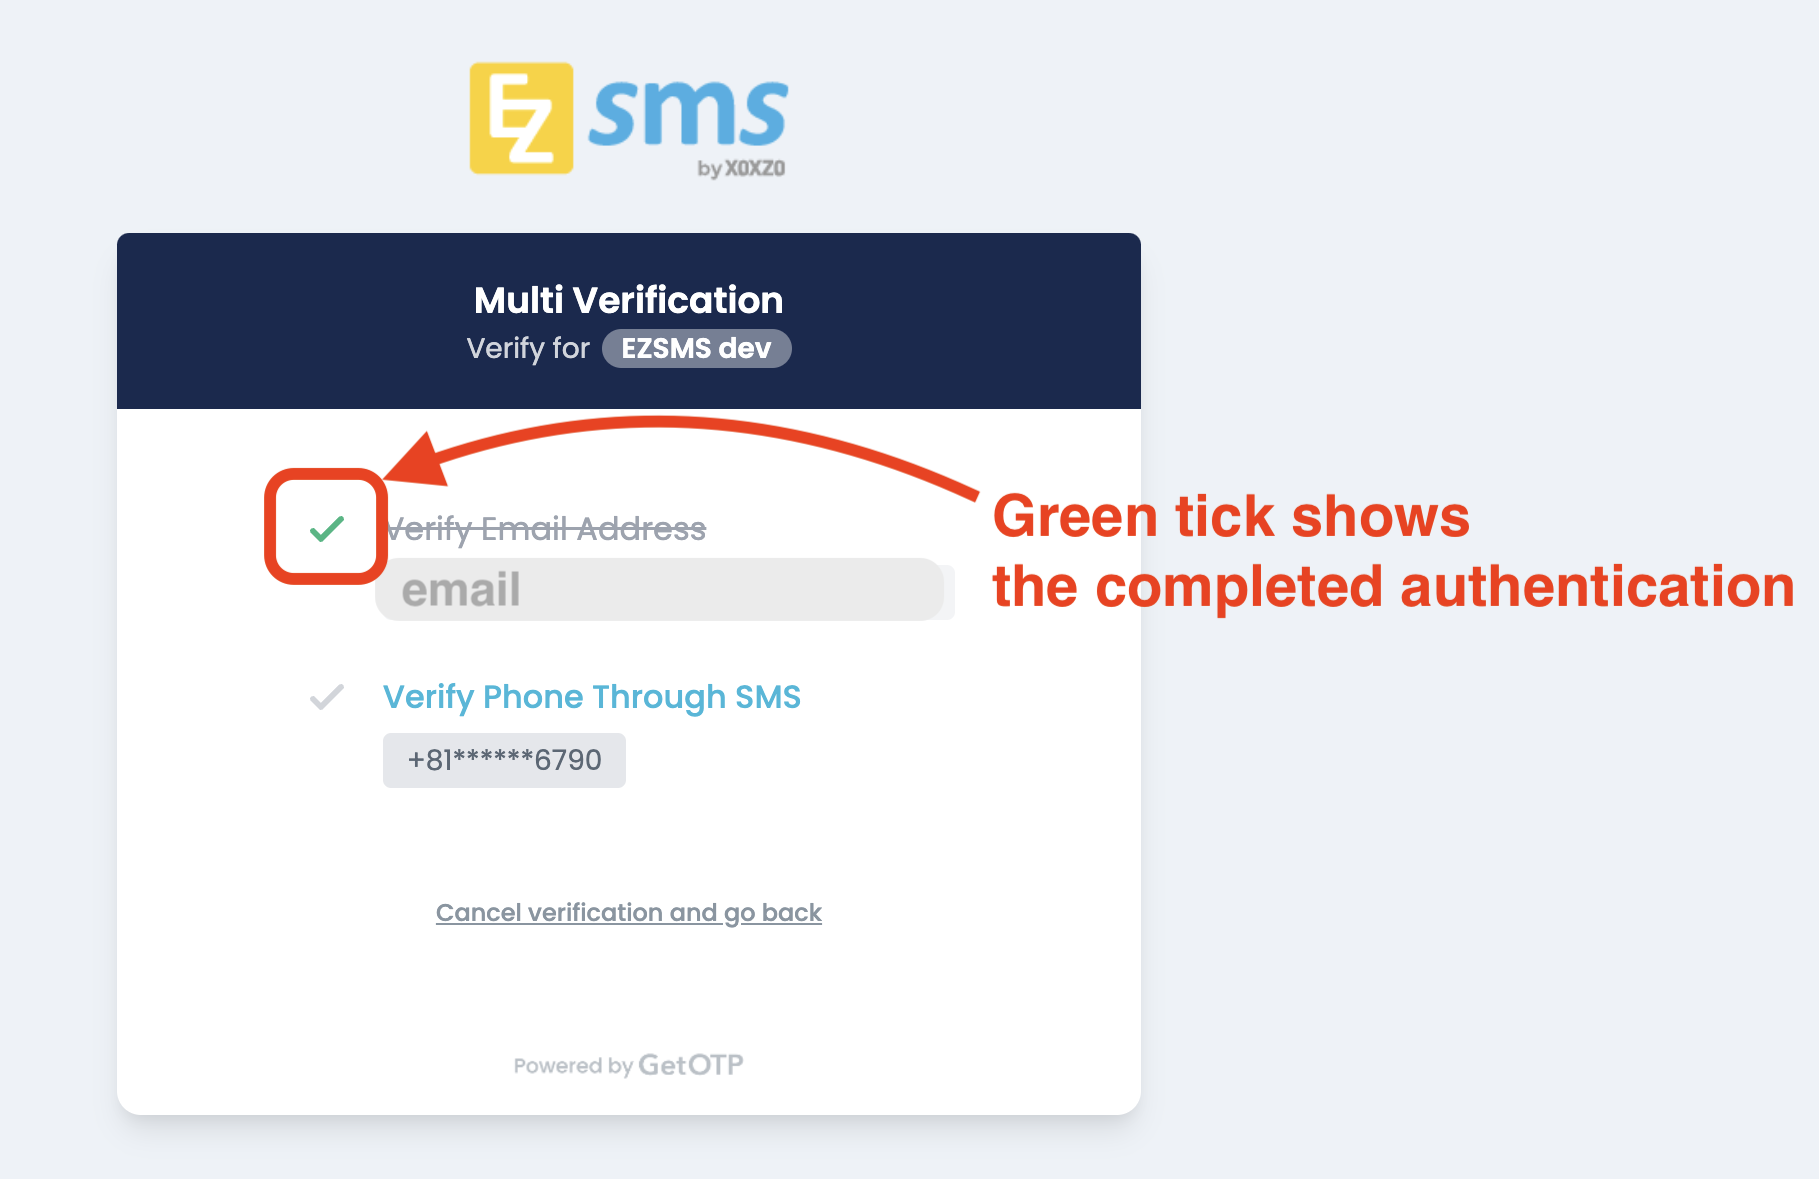 EZ sms
by XOXZO
Multi Verification
Verify for EZSMS dev
Verify Email Address
email
Green tick shows
the completed authentication
Verify Phone Through SMS
+81******6790
Cancel verification and go back
Powered by GetOTP